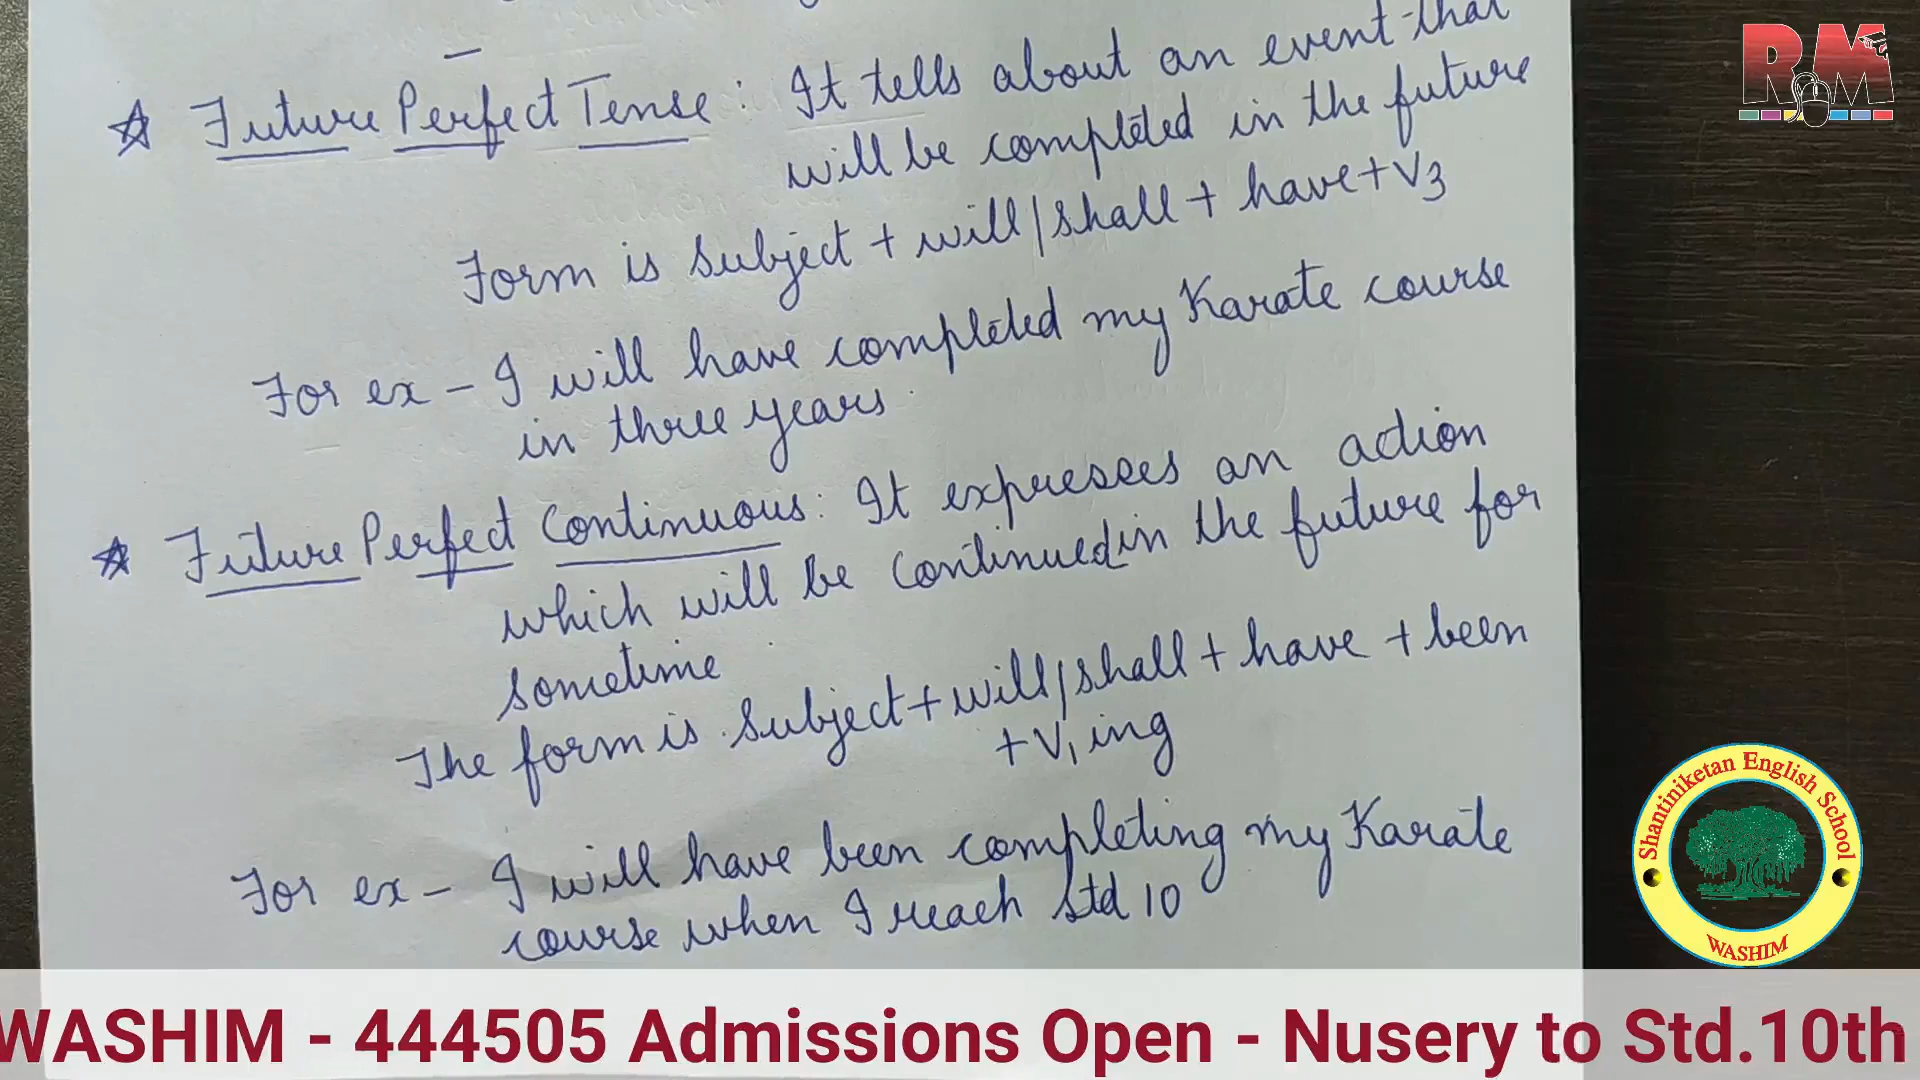 ☆ Future Perfect Tense: It tells about an event that
will be completed in the future
Form is subject + will/shall + have + V3
For ex - I will have completed my Karate course
in three years.
☆ Future Perfect Continuous: It expresses an action
which will be continued in the future for
sometime
The form is subject + will/shall + have + been
+ V1 ing
For ex - I will have been completing my Karate
course when I reach Std 10
RM
Shantiniketan English School
WASHIM
WASHIM - 444505 Admissions Open - Nusery to Std.10th